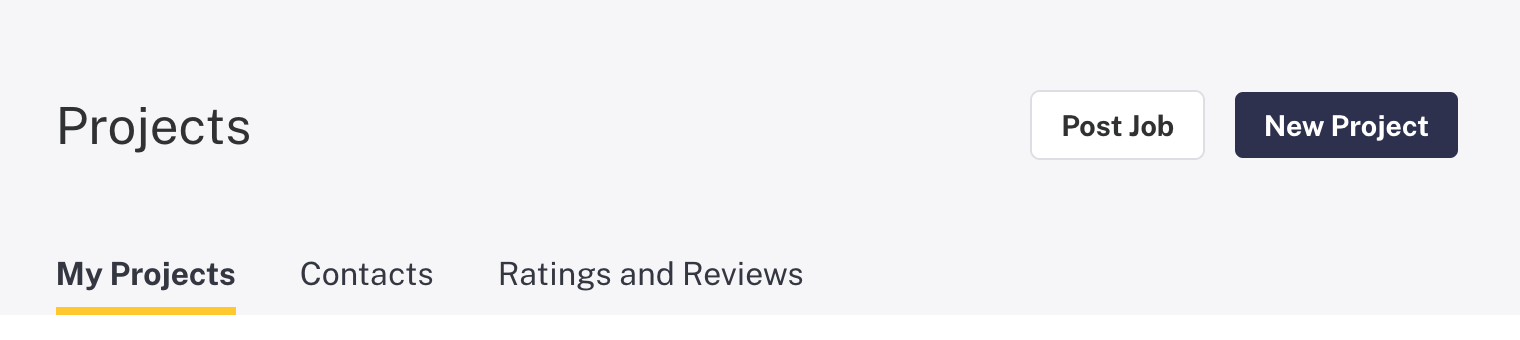 Projects
Post Job
New Project
My Projects
Contacts
Ratings and Reviews